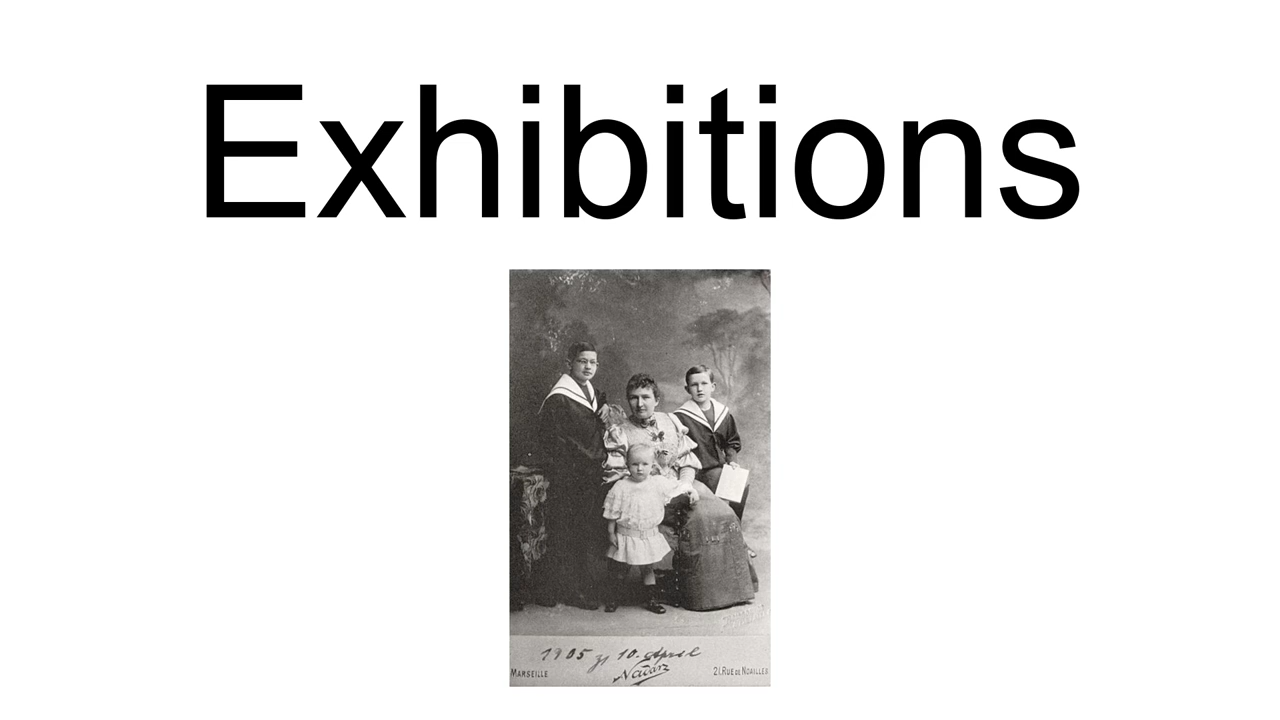 Exhibitions
1905 10. April
Nadar
MARSEILLE
21. RUE DE NOAILLES